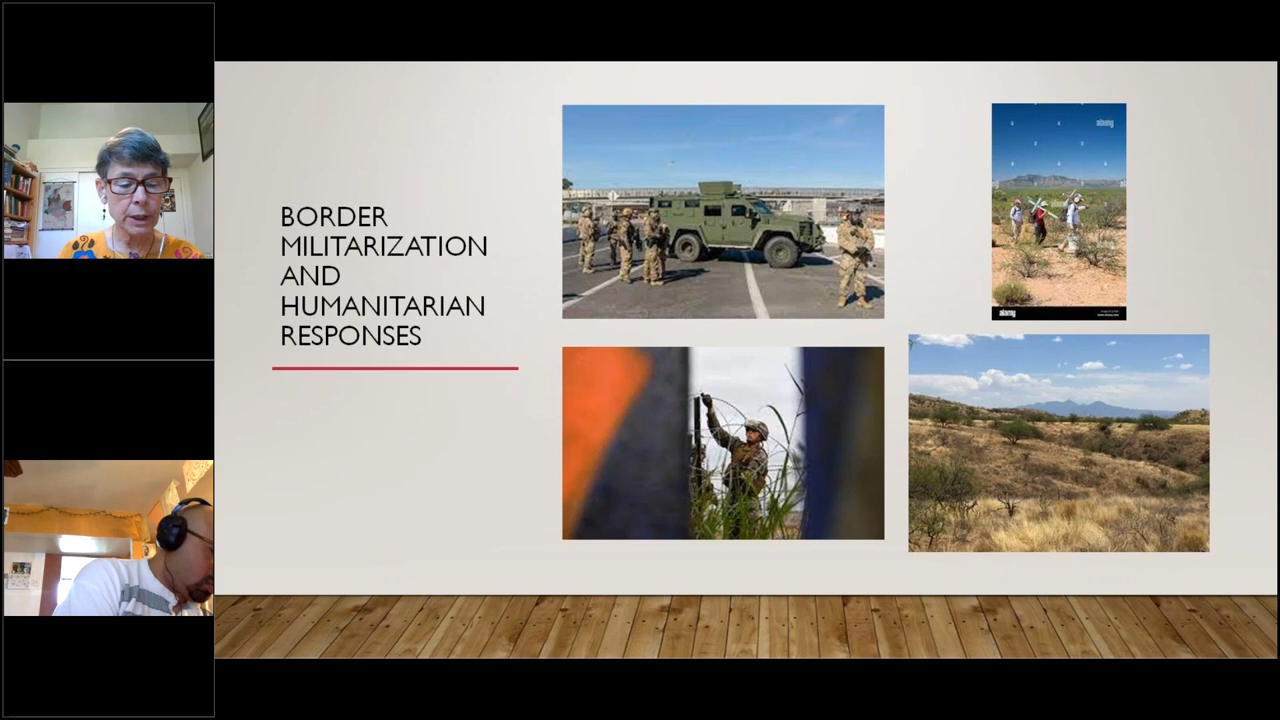 BORDER
MILITARIZATION
AND
HUMANITARIAN
RESPONSES
alamy
alamy